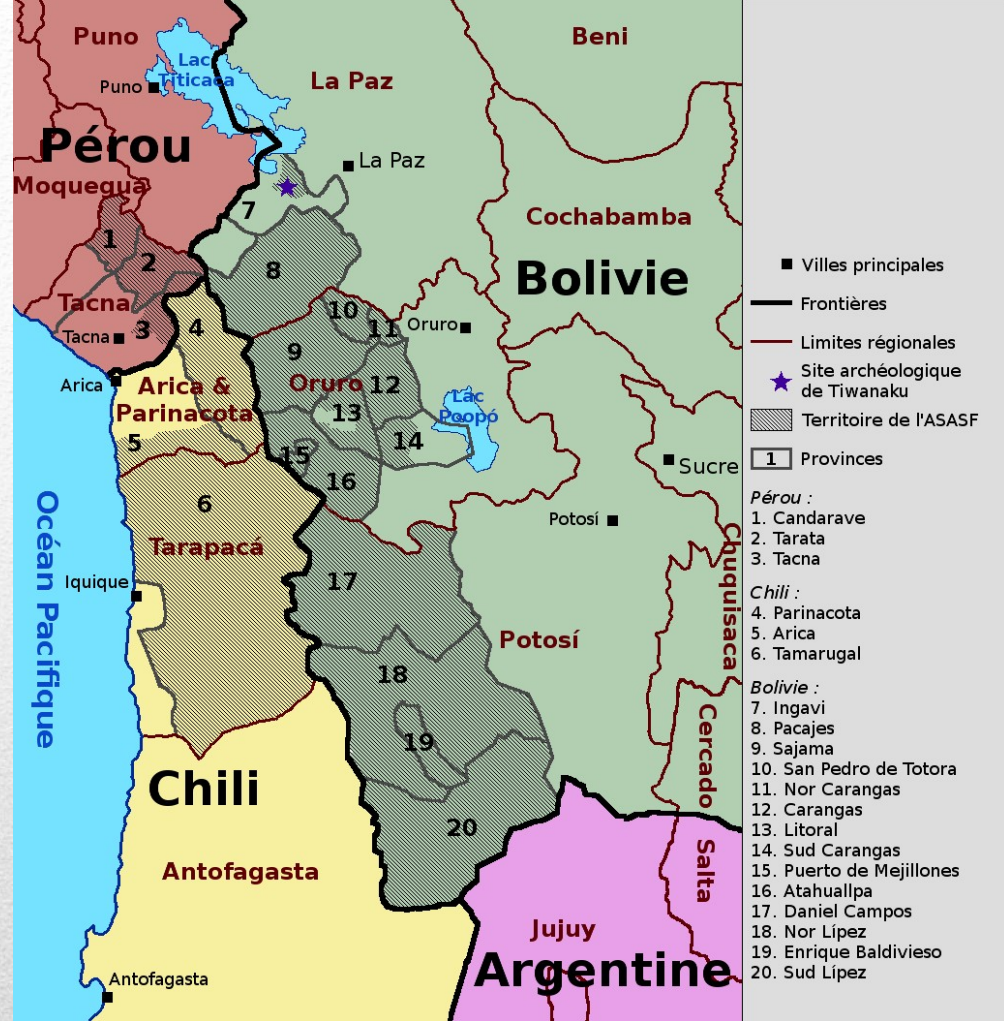 Puno
Beni
Lac
Titicaca
La Paz
Puno
Pérou
La Paz
Moquegua
7
Cochabamba
1
2
8
Bolivie
Tacna
10
Tacna
3
4
11
Oruro
9
Arica
Arica &
Parinacota
Oruro
12
Lac
Poopó
13
5
14
15
Sucre
16
6
Potosí
Océan Pacifique
Tarapacá
Chuquisaca
Iquique
17
Potosí
18
19
Cercado
Chili
20
Salta
Antofagasta
Jujuy
Argentine
Antofagasta
Villes principales
Frontières
Limites régionales
Site archéologique
de Tiwanaku
Territoire de l'ASASF
1 Provinces
Pérou :
1. Candarave
2. Tarata
3. Tacna
Chili :
4. Parinacota
5. Arica
6. Tamarugal
Bolivie :
7. Ingavi
8. Pacajes
9. Sajama
10. San Pedro de Totora
11. Nor Carangas
12. Carangas
13. Litoral
14. Sud Carangas
15. Puerto de Mejillones
16. Atahuallpa
17. Daniel Campos
18. Nor Lípez
19. Enrique Baldivieso
20. Sud Lípez